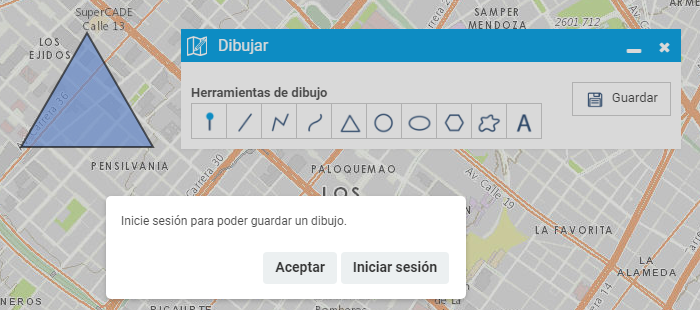 SuperCADE
Calle 13
LOS
EJIDOS
Carrera 36
PENSILVANIA
Carrera 30
SAMPER
MENDOZA
2601 712
Dibujar
Herramientas de dibujo
Guardar
A
PALOQUEMAO
LOS
Av. Calle 19
LA FAVORITA
LA
ALAMEDA
Carrera 14
Inicie sesión para poder guardar un dibujo.
Aceptar
Iniciar sesión
de La
NEROS
RICAURTE